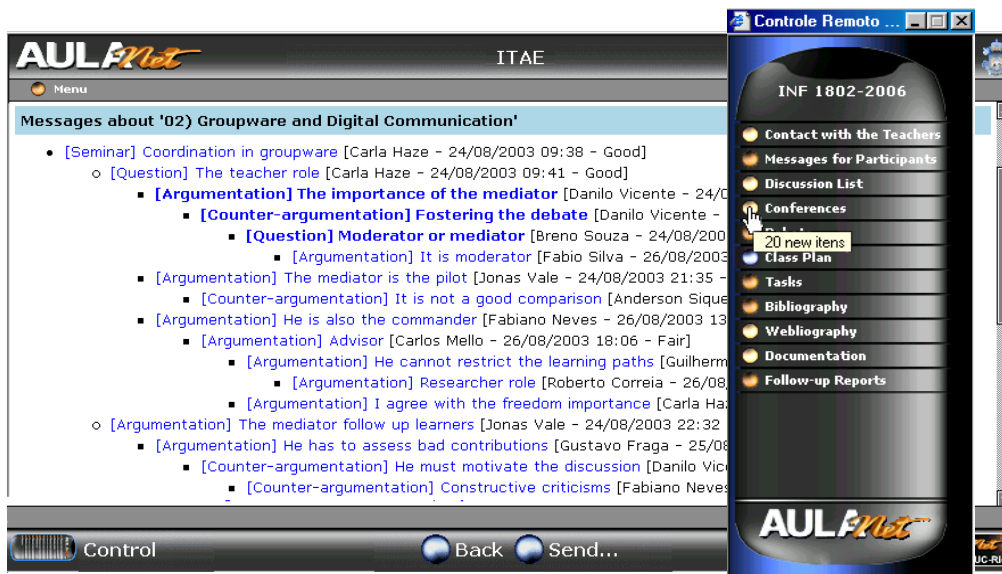 AULANet
ITAE
Menu
Messages about '02) Groupware and Digital Communication'
[Seminar] Coordination in groupware [Carla Haze - 24/08/2003 09:38 - Good]
[Question] The teacher role [Carla Haze - 24/08/2003 09:41 - Good]
[Argumentation] The importance of the mediator [Danilo Vicente - 24/0
[Counter-argumentation] Fostering the debate [Danilo Vicente -
[Question] Moderator or mediator [Breno Souza - 24/08/200
[Argumentation] It is moderator [Fabio Silva - 26/08/2003
[Argumentation] The mediator is the pilot [Jonas Vale - 24/08/2003 21:35 -
[Counter-argumentation] It is not a good comparison [Anderson Sique
[Argumentation] He is also the commander [Fabiano Neves - 26/08/2003 13
[Argumentation] Advisor [Carlos Mello - 26/08/2003 18:06 - Fair]
[Argumentation] He cannot restrict the learning paths [Guilherm
[Argumentation] Researcher role [Roberto Correia - 26/08,
[Argumentation] I agree with the freedom importance [Carla Ha
[Argumentation] The mediator follow up learners [Jonas Vale - 24/08/2003 22:32
[Argumentation] He has to assess bad contributions [Gustavo Fraga - 25/08
[Counter-argumentation] He must motivate the discussion [Danilo Vic
[Counter-argumentation] Constructive criticisms [Fabiano Neves
Control
Back
Send...
Controle Remoto ...
INF 1802-2006
Contact with the Teachers
Messages for Participants
Discussion List
Conferences
20 new itens
Class Plan
Tasks
Bibliography
Webliography
Documentation
Follow-up Reports
AULANet